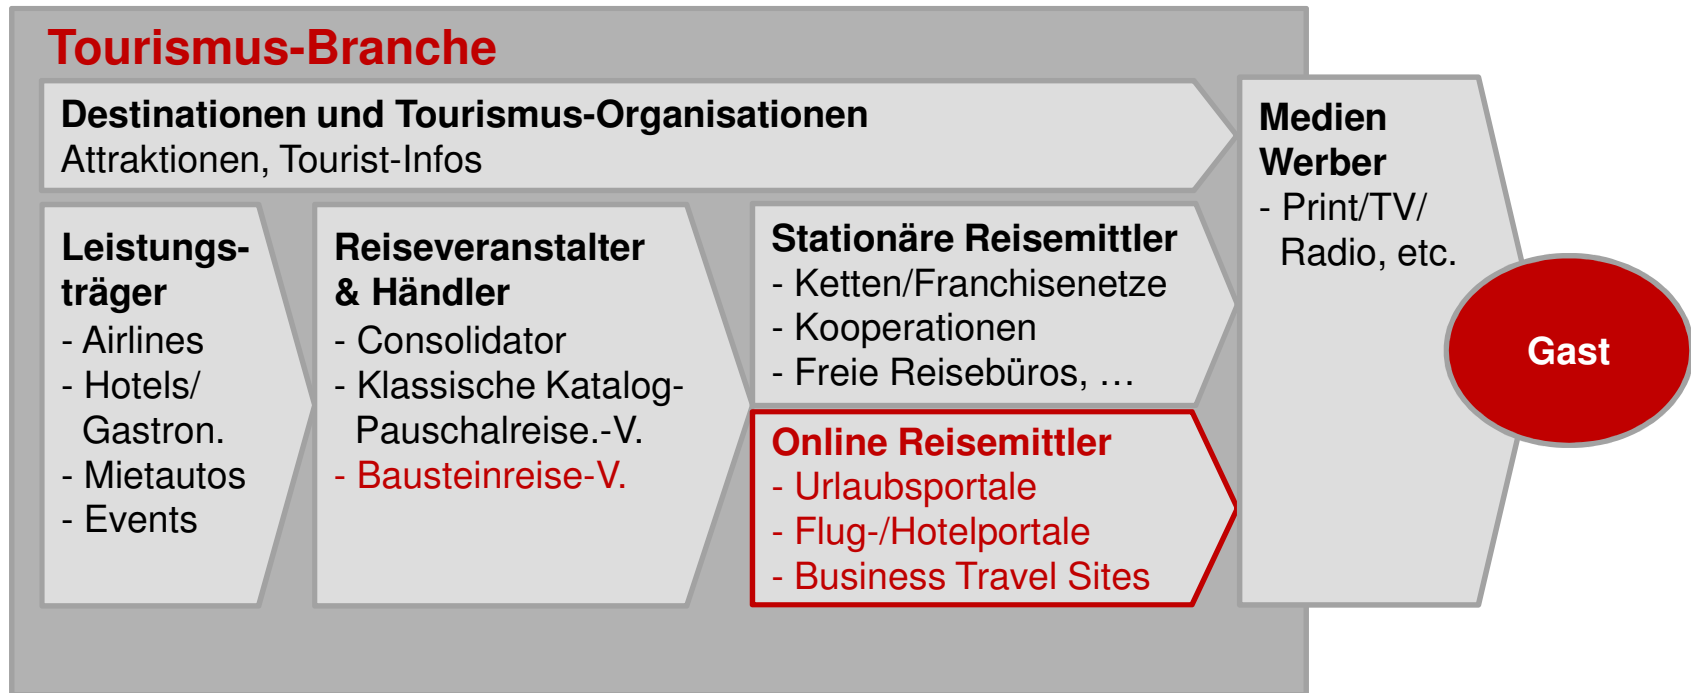 Tourismus-Branche
Destinationen und Tourismus-Organisationen
Attraktionen, Tourist-Infos
Leistungs-
träger
- Airlines
- Hotels/
Gastron.
- Mietautos
- Events
Reiseveranstalter
& Händler
- Consolidator
- Klassische Katalog-
Pauschalreise.-V.
- Bausteinreise-V.
Stationäre Reisemittler
- Ketten/Franchisenetze
- Kooperationen
- Freie Reisebüros, …
Online Reisemittler
- Urlaubsportale
- Flug-/Hotelportale
- Business Travel Sites
Medien
Werber
- Print/TV/
Radio, etc.
Gast